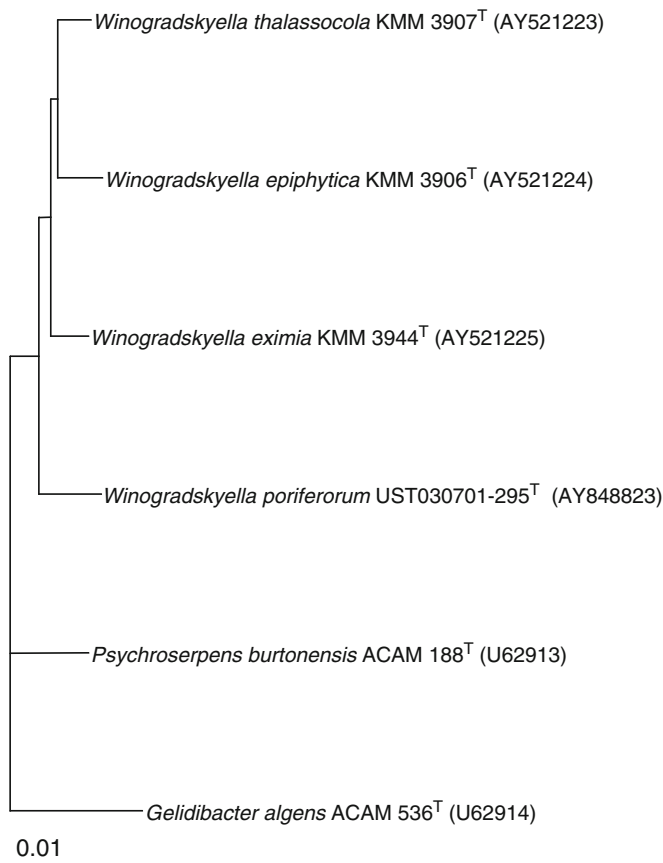 Winogradskyella thalassocola KMM 3907ᵀ (AY521223)
Winogradskyella epiphytica KMM 3906ᵀ (AY521224)
Winogradskyella eximia KMM 3944ᵀ (AY521225)
Winogradskyella poriferorum UST030701-295ᵀ (AY848823)
Psychroserpens burtonensis ACAM 188ᵀ (U62913)
Gelidibacter algens ACAM 536ᵀ (U62914)
0.01